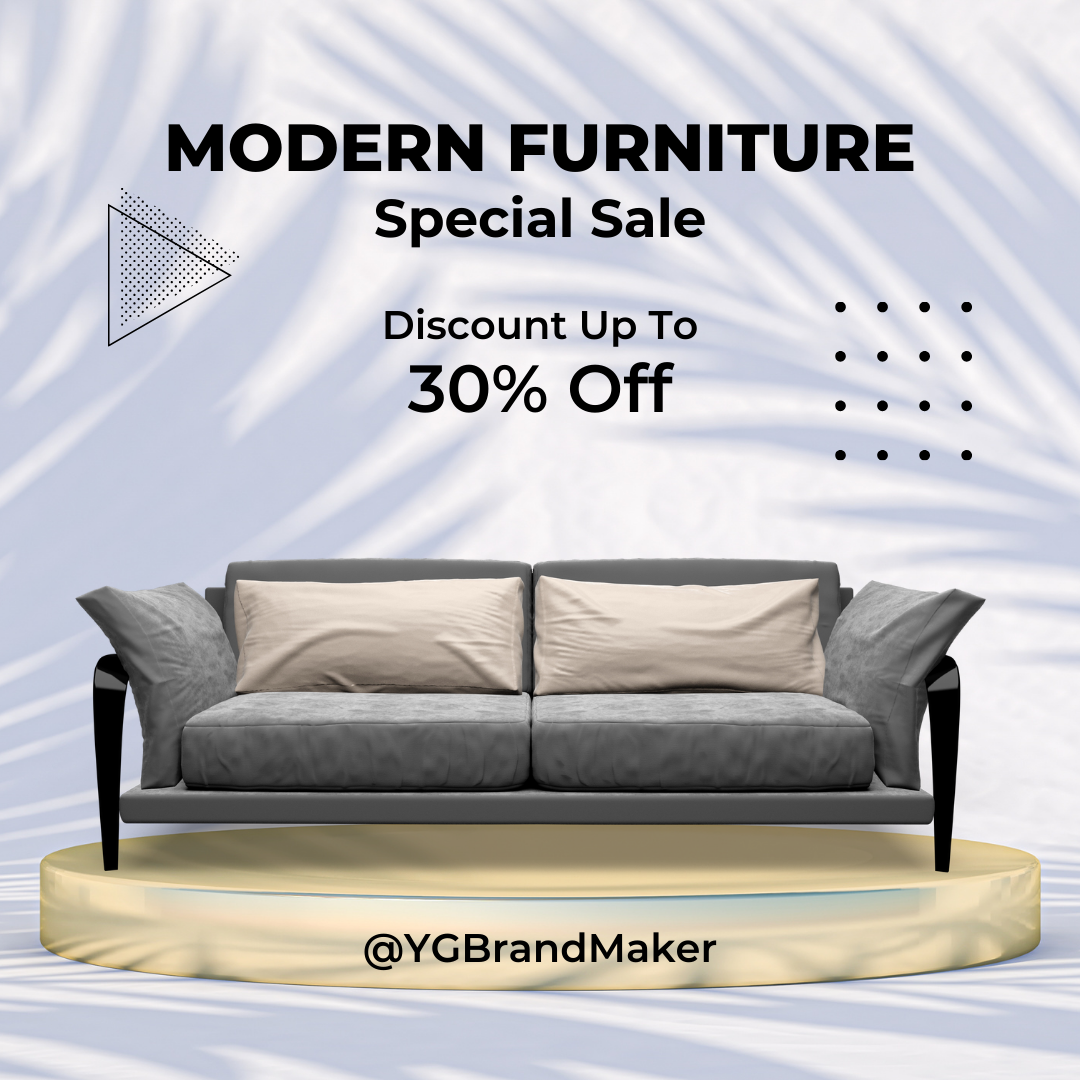 MODERN FURNITURE
Special Sale
Discount Up To
30% Off
@YGBrandMaker